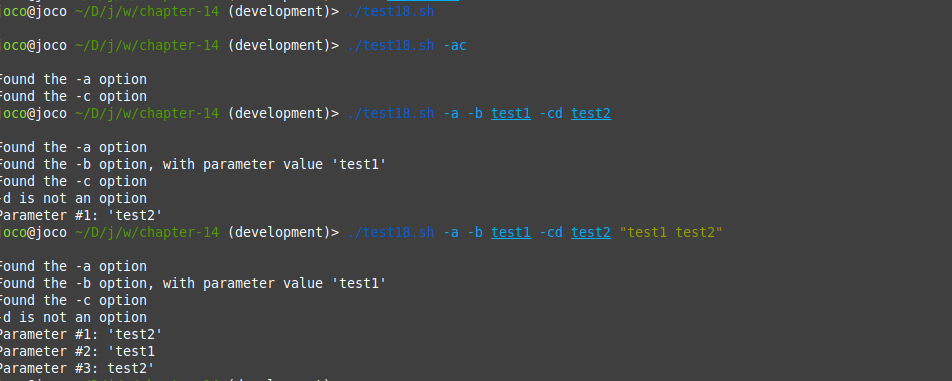 joco@joco ~/D/j/w/chapter-14 (development)> ./test18.sh
joco@joco ~/D/j/w/chapter-14 (development)> ./test18.sh -ac
Found the -a option
Found the -c option
joco@joco ~/D/j/w/chapter-14 (development)> ./test18.sh -a -b test1 -cd test2
Found the -a option
Found the -b option, with parameter value 'test1'
Found the -c option
-d is not an option
Parameter #1: 'test2'
joco@joco ~/D/j/w/chapter-14 (development)> ./test18.sh -a -b test1 -cd test2 "test1 test2"
Found the -a option
Found the -b option, with parameter value 'test1'
Found the -c option
-d is not an option
Parameter #1: 'test2'
Parameter #2: 'test1
Parameter #3: test2'